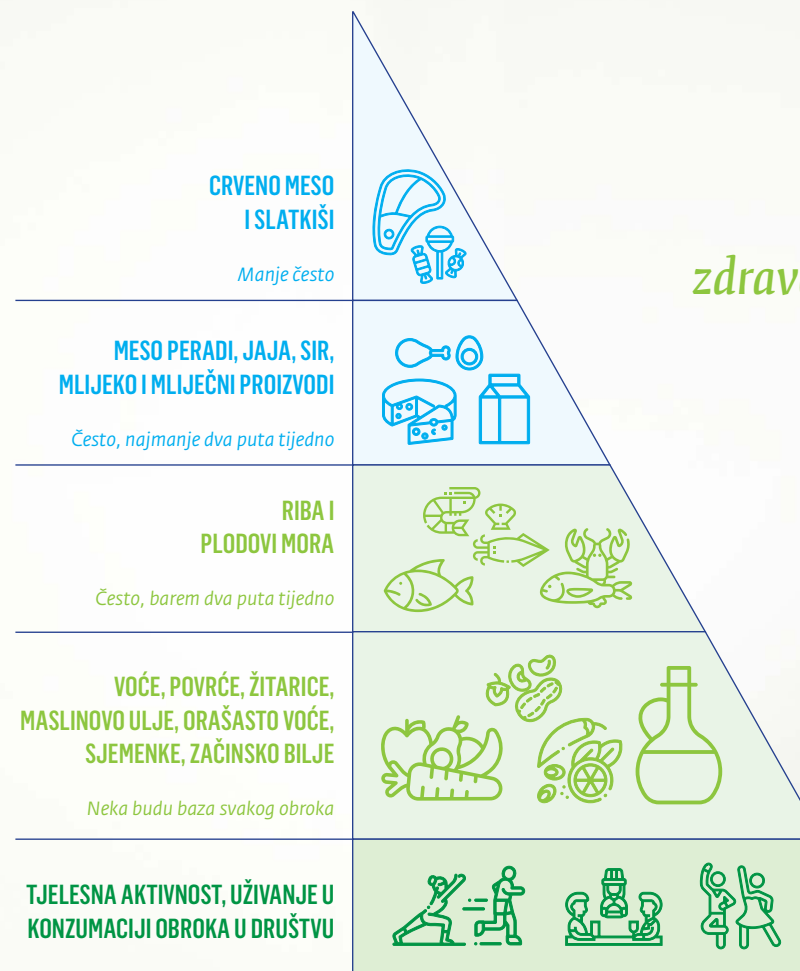 CRVENO MESO
I SLATKIŠI
Manje često
zdrav
MESO PERADI, JAJA, SIR,
MLIJEKO I MLIJEČNI PROIZVODI
Često, najmanje dva puta tijedno
RIBA I
PLODOVI MORA
Često, barem dva puta tijedno
VOĆE, POVRĆE, ŽITARICE,
MASLINOVO ULJE, ORAŠASTO VOĆE,
SJEMENKE, ZAČINSKO BILJE
Neka budu baza svakog obroka
TJELESNA AKTIVNOST, UŽIVANJE U
KONZUMACIJI OBROKA U DRUŠTVU